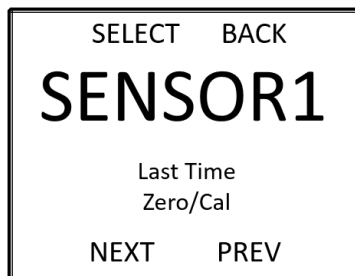 SELECT BACK
SENSOR1
Last Time
Zero/Cal
NEXT PREV